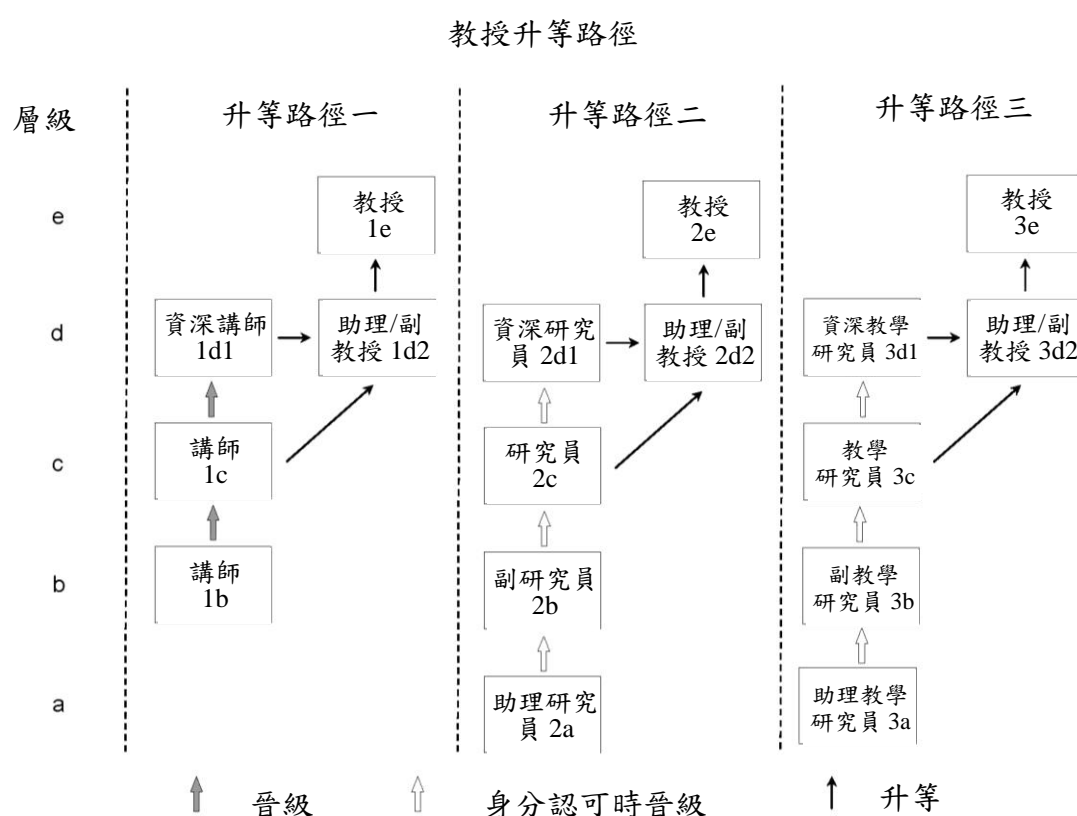 教授升等路徑
層級
升等路徑一
升等路徑二
升等路徑三
e
教授
1e
教授
2e
教授
3e
d
資深講師
1d1
助理/副
教授 1d2
資深研究
員 2d1
助理/副
教授 2d2
資深教學
研究員 3d1
助理/副
教授 3d2
c
講師
1c
研究員
2c
教學
研究員 3c
b
講師
1b
副研究員
2b
副教學
研究員 3b
a
助理研究
員 2a
助理教學
研究員 3a
晉級
身分認可時晉級
升等